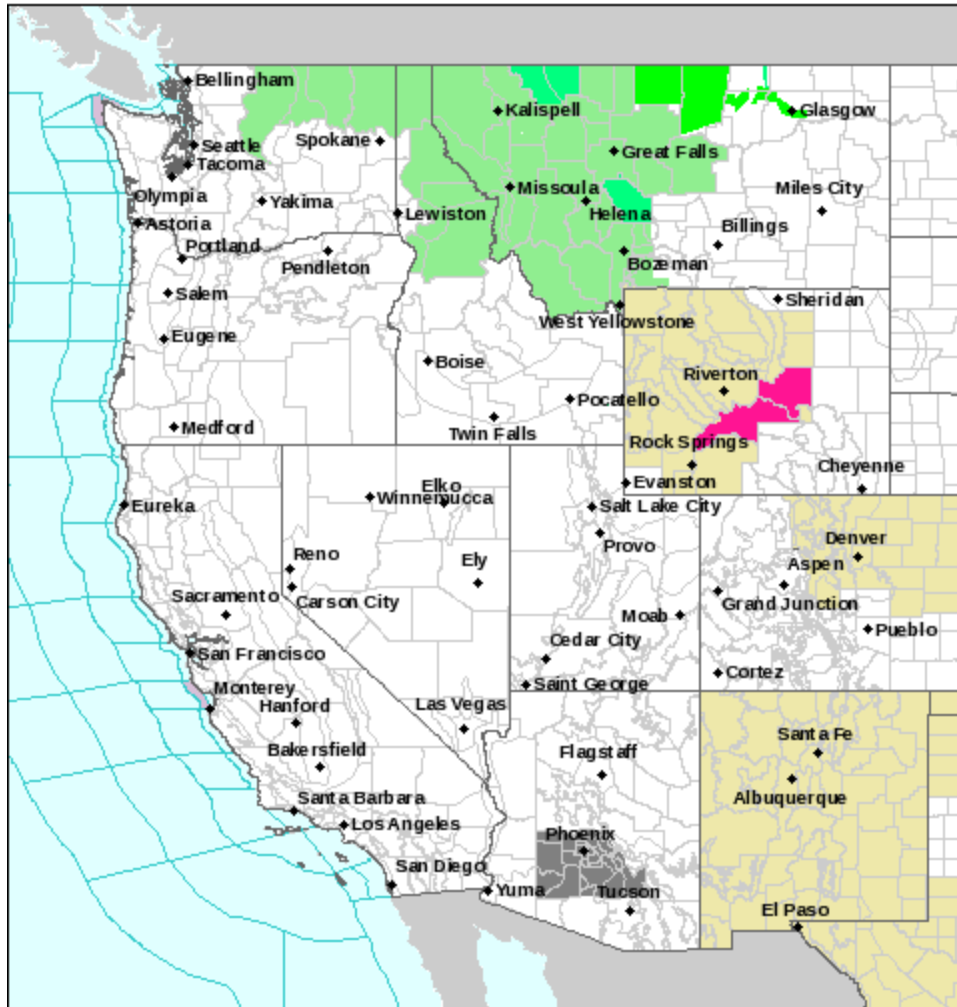 Bellingham
Kalispell
Glasgow
Seattle
Spokane
Great Falls
Tacoma
Olympia
Missoula
Miles City
Yakima
Lewiston
Helena
Astoria
Billings
Portland
Pendleton
Bozeman
Salem
Sheridan
West Yellowstone
Eugene
Boise
Riverton
Pocatello
Medford
Twin Falls
Rock Springs
Cheyenne
Evanston
Elko
Winnemucca
Eureka
Salt Lake City
Provo
Denver
Reno
Ely
Aspen
Sacramento
Carson City
Grand Junction
Moab
Pueblo
Cedar City
San Francisco
Cortez
Saint George
Monterey
Hanford
Las Vegas
Santa Fe
Bakersfield
Flagstaff
Albuquerque
Santa Barbara
Los Angeles
Phoenix
San Diego
Yuma
Tucson
El Paso